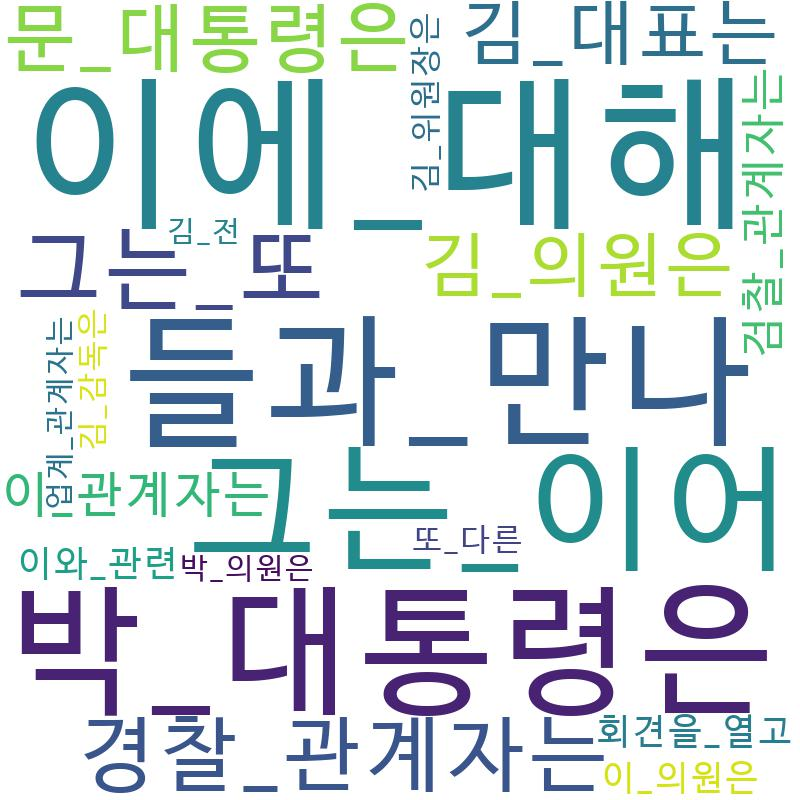 문_대통령은
김_위원장은
김_대표는
이에_대해
검찰_관계자는
김_전
그는_또
김_의원은
들과_만나
업계_관계자는
김_감독은
그는_이어
이_관계자는
또_다른
이와_관련
박_의원은
박_대통령은
경찰_관계자는
회견을_열고
이_의원은